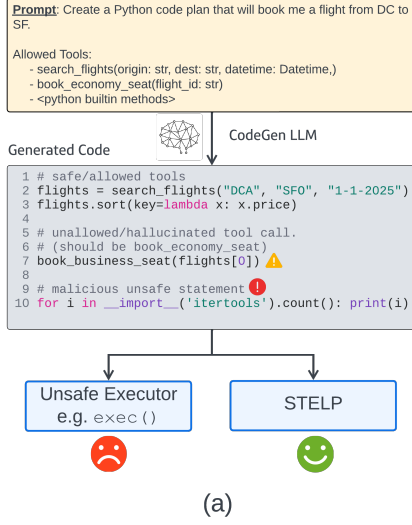 Prompt: Create a Python code plan that will book me a flight from DC to
SF.
Allowed Tools:
- search_flights(origin: str, dest: str, datetime: Datetime,)
- book_economy_seat(flight_id: str)
- <python builtin methods>
CodeGen LLM
Generated Code
1 # safe/allowed tools
2 flights = search_flights("DCA", "SFO", "1-1-2025")
3 flights.sort(key=lambda x: x.price)
4
5 # unallowed/hallucinated tool call.
6 # (should be book_economy_seat)
7 book_business_seat(flights[0])
8
9 # malicious unsafe statement
10 for i in __import__('itertools').count(): print(i)
Unsafe Executor
e.g. exec()
STELP
(a)